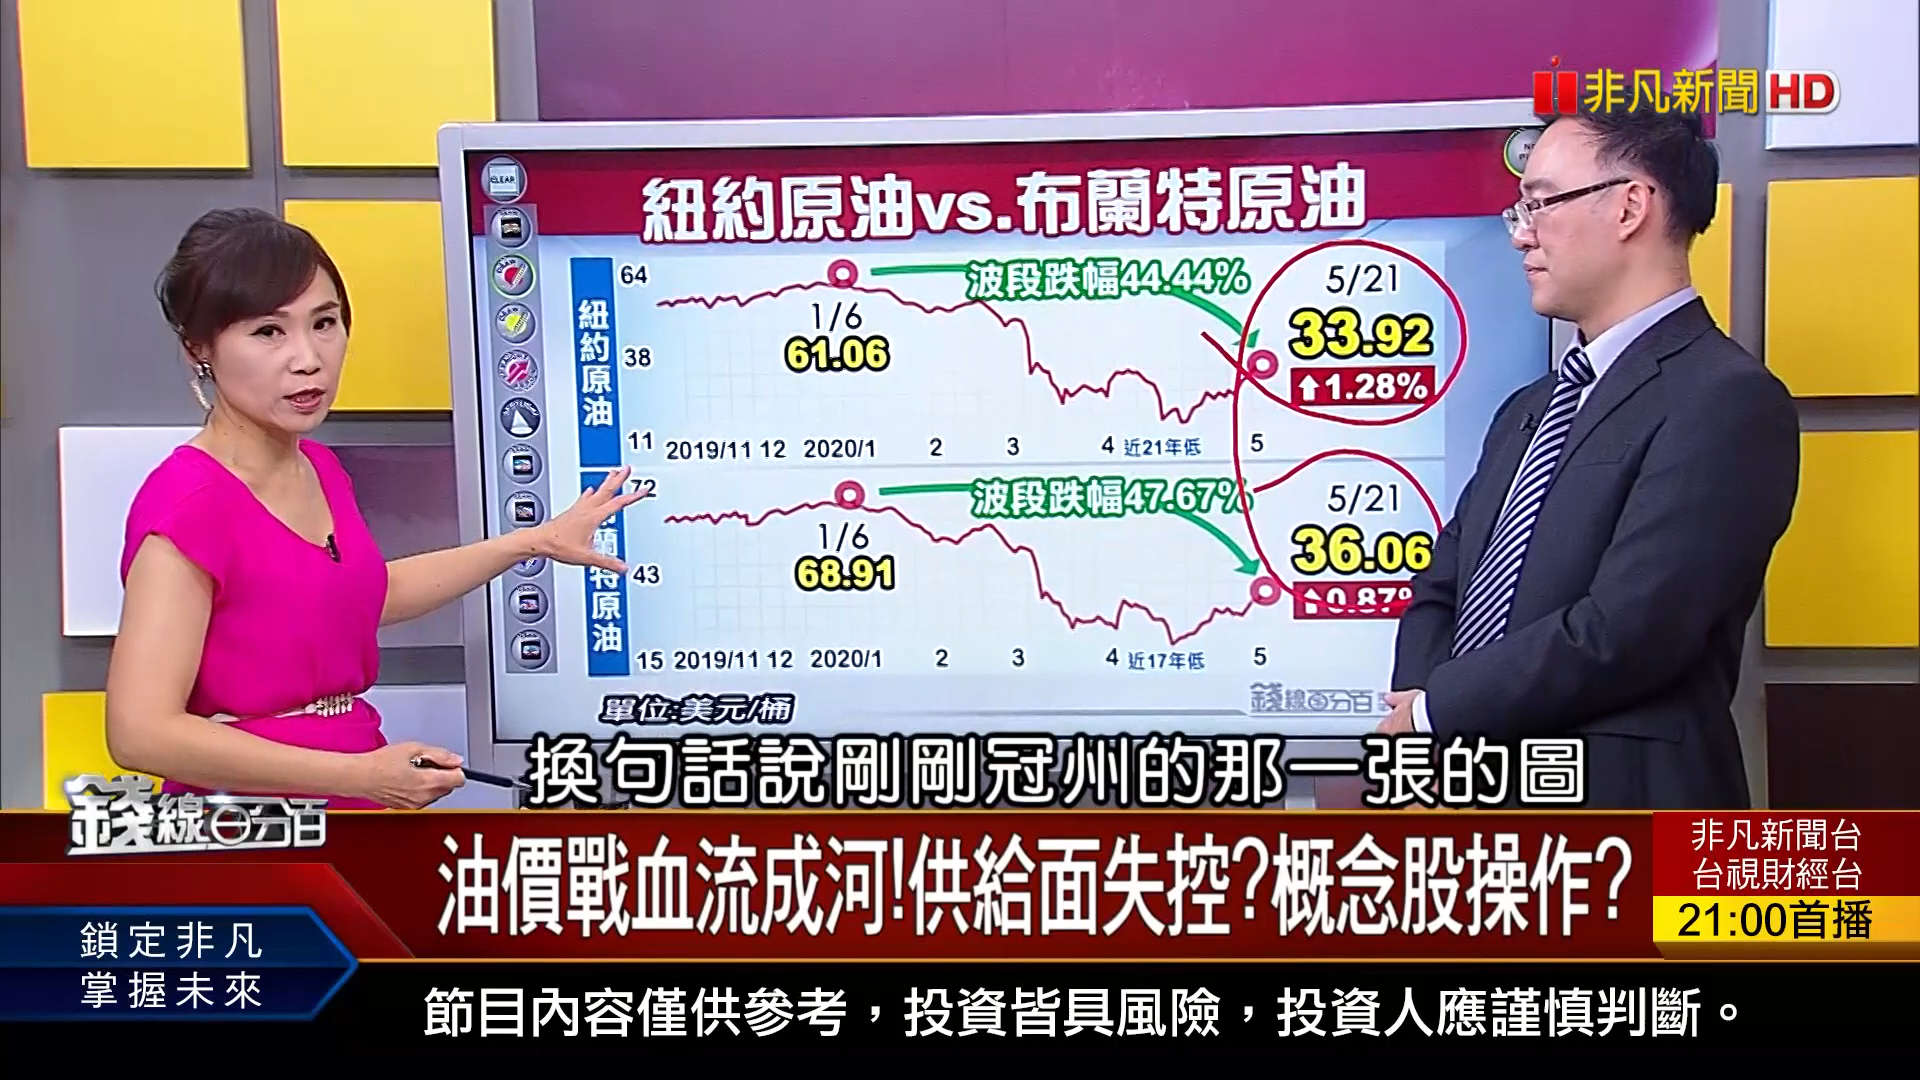 非凡新聞HD
紐約原油vs.布蘭特原油
CLEAR
紐約原油
64
38
11
波段跌幅44.44%
1/6
61.06
5/21
33.92
⬆1.28%
2019/11 12 2020/1 2 3 4 近21年低 5
蘭特原油
72
43
15
波段跌幅47.67%
1/6
68.91
5/21
36.06
⬆0.87%
2019/11 12 2020/1 2 3 4 近17年低 5
單位:美元/桶
錢線百分百
換句話說剛剛冠州的那一張的圖
錢線百分百
油價戰血流成河!供給面失控?概念股操作?
非凡新聞台
台視財經台
21:00首播
鎖定非凡
掌握未來
節目內容僅供參考，投資皆具風險，投資人應謹慎判斷。